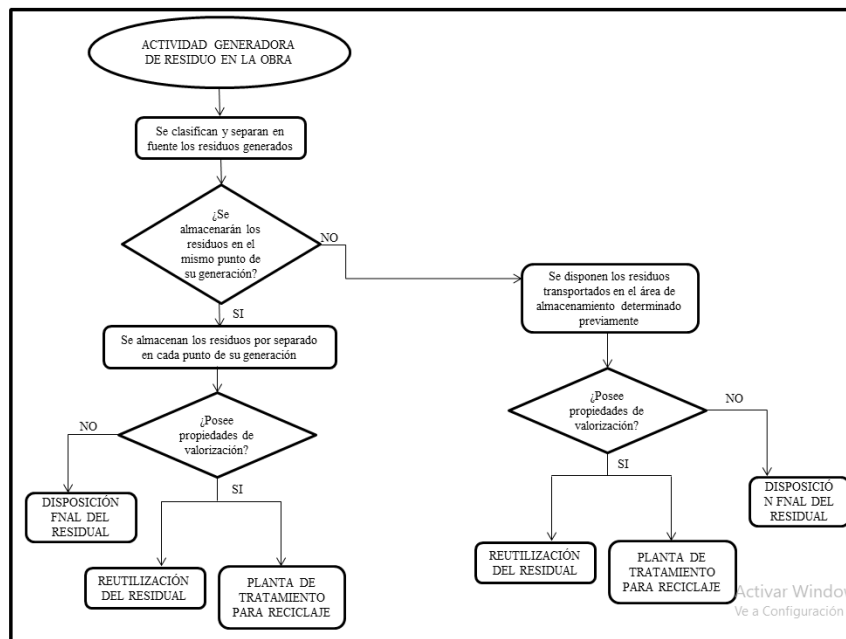 ACTIVIDAD GENERADORA
DE RESIDUO EN LA OBRA
Se clasifican y separan en
fuente los residuos generados
¿Se
almacenarán los
residuos en el
mismo punto de
su generación?
NO
SI
Se disponen los residuos
transportados en el área de
almacenamiento determinado
previamente
Se almacenan los residuos por separado
en cada punto de su generación
¿Posee
propiedades de
valorización?
NO
SI
¿Posee
propiedades de
valorización?
NO
SI
DISPOSICIÓN
FNAL DEL
RESIDUAL
REUTILIZACIÓN
DEL RESIDUAL
PLANTA DE
TRATAMIENTO
PARA RECICLAJE
REUTILIZACIÓN
DEL RESIDUAL
PLANTA DE
TRATAMIENTO
PARA RECICLAJE
DISPOSICIÓ
N FNAL DEL
RESIDUAL
Activar Window
Ve a Configuración